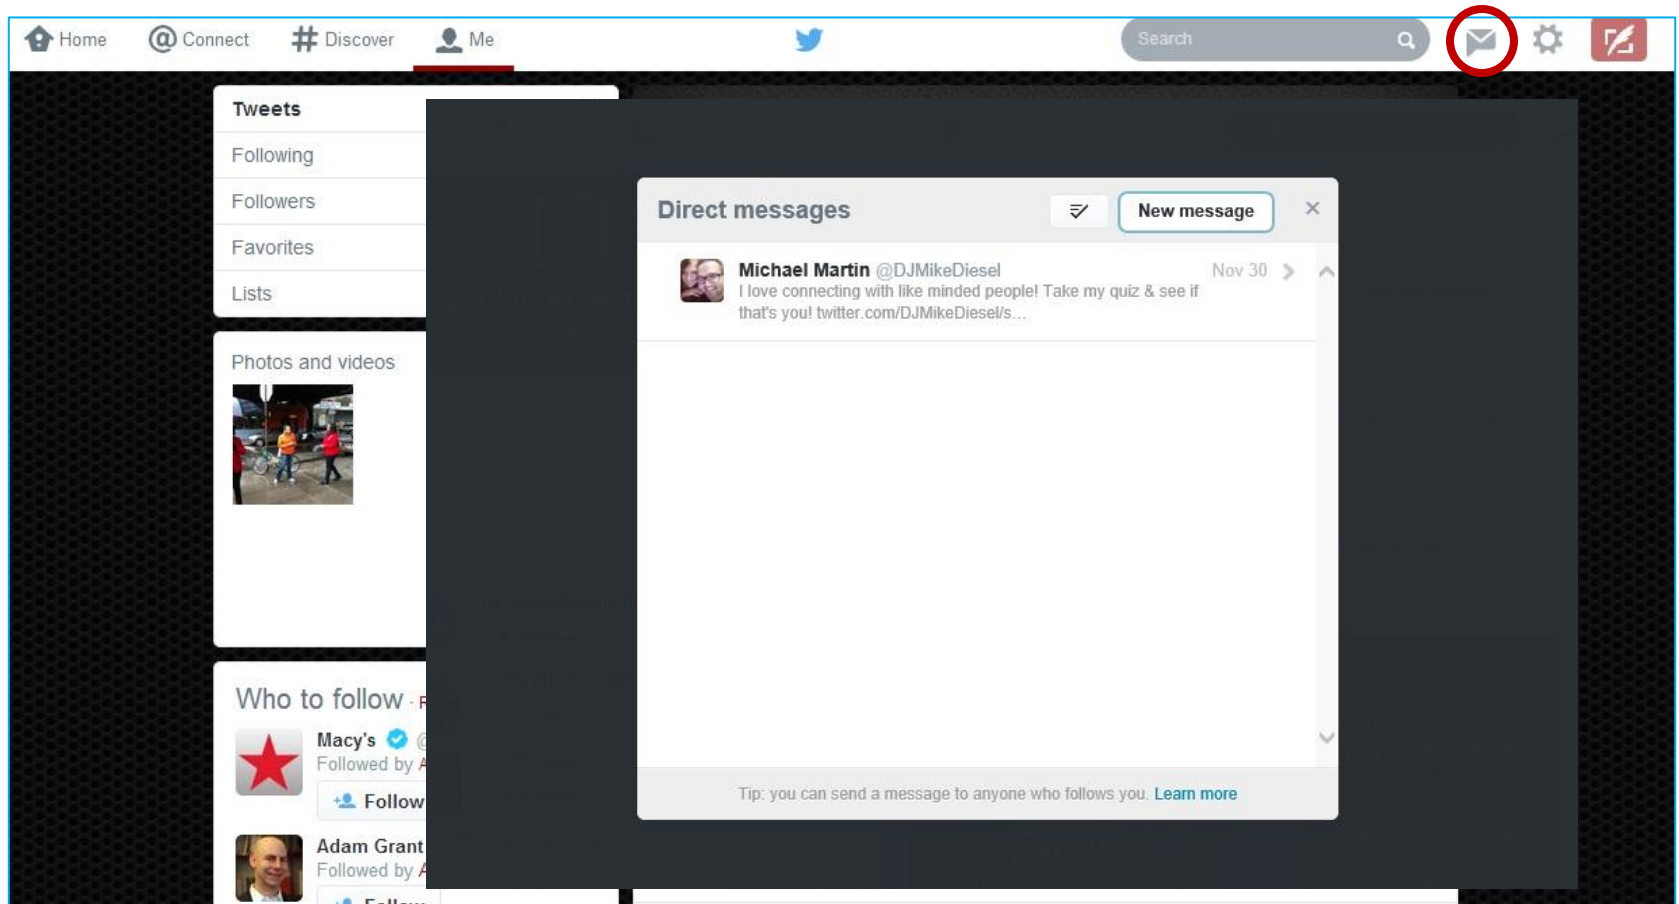 Home
@ Connect
# Discover
Me
Search
Tweets
Following
Followers
Favorites
Lists
Photos and videos
Who to follow ·
Macy's @
Followed by
Follow
Adam Grant
Followed by
Follow
Direct messages
New message
×
Michael Martin @DJMikeDiesel
Nov 30
I love connecting with like minded people! Take my quiz & see if
that's you! twitter.com/DJMikeDiesel/s...
Tip: you can send a message to anyone who follows you. Learn more